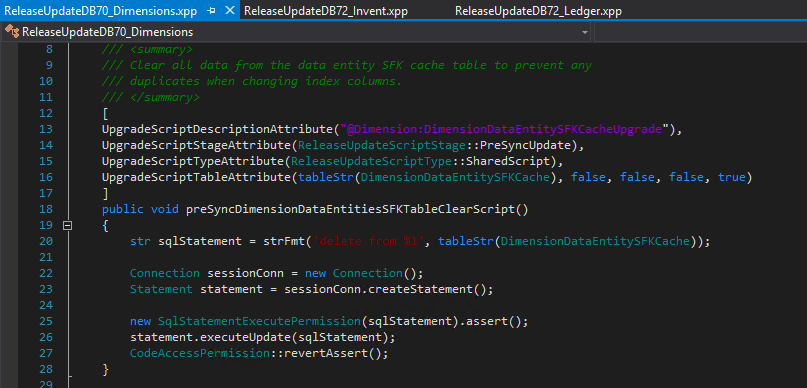 ReleaseUpdateDB70_Dimensions.xpp ReleaseUpdateDB72_Invent.xpp ReleaseUpdateDB72_Ledger.xpp
ReleaseUpdateDB70_Dimensions
8 /// <summary>
9 /// Clear all data from the data entity SFK cache table to prevent any
10 /// duplicates when changing index columns.
11 /// </summary>
12 [
13 UpgradeScriptDescriptionAttribute("@Dimension:DimensionDataEntitySFKCacheUpgrade"),
14 UpgradeScriptStageAttribute(ReleaseUpdateScriptStage::PreSyncUpdate),
15 UpgradeScriptTypeAttribute(ReleaseUpdateScriptType::SharedScript),
16 UpgradeScriptTableAttribute(tableStr(DimensionDataEntitySFKCache), false, false, false, true)
17 ]
18 public void preSyncDimensionDataEntitiesSFKTableClearScript()
19 {
20 str sqlStatement = strFmt('delete from %1', tableStr(DimensionDataEntitySFKCache));
21
22 Connection sessionConn = new Connection();
23 Statement statement = sessionConn.createStatement();
24
25 new SqlStatementExecutePermission(sqlStatement).assert();
26 statement.executeUpdate(sqlStatement);
27 CodeAccessPermission::revertAssert();
28 }
29